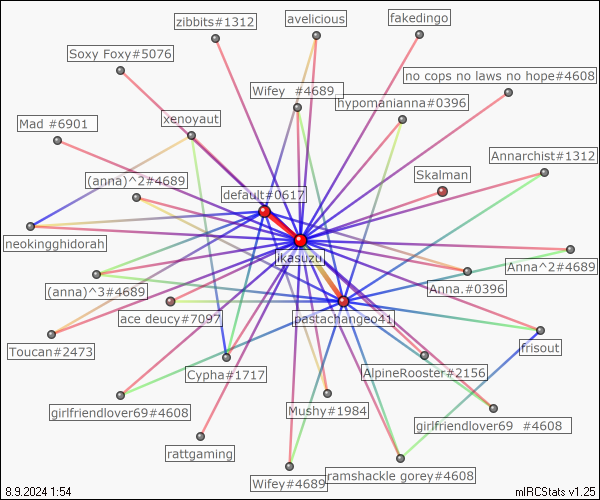 avelicious
fakedingo
zibbits#1312
Soxy Foxy#5076
no cops no laws no hope#4608
Wifey  #4689
hypomanianna#0396
xenoyaut
Mad #6901
Annarchist#1312
Skalman
(anna)^2#4689
default#0617
neokingghidorah
ikasuzu
Anna^2#4689
Anna.#0396
(anna)^3#4689
ace deucy#7097
pastachangeo41
frisout
Toucan#2473
AlpineRooster#2156
Cypha#1717
girlfriendlover69#4608
Mushy#1984
girlfriendlover69  #4608
rattgaming
ramshackle gorey#4608
Wifey#4689
8.9.2024 1:54
mIRCStats v1.25